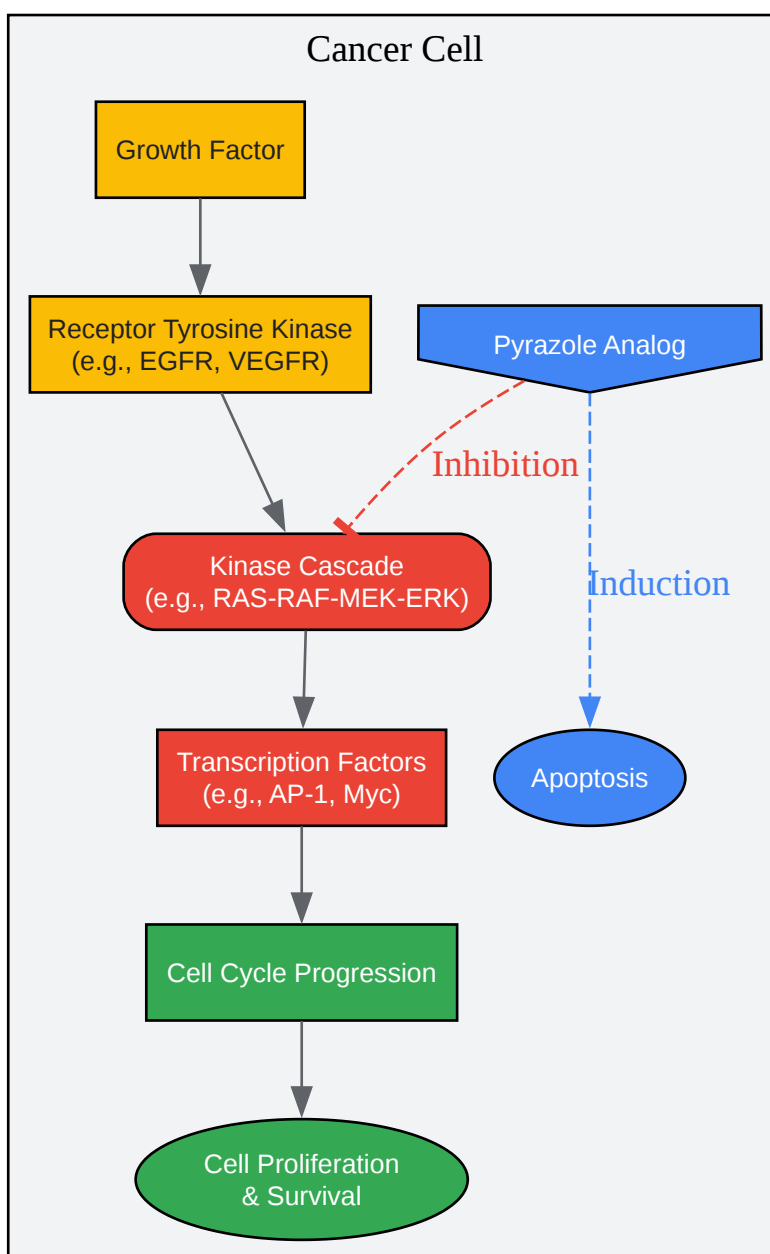 Cancer Cell
Growth Factor
Receptor Tyrosine Kinase
(e.g., EGFR, VEGFR)
Pyrazole Analog
Inhibition
Kinase Cascade
(e.g., RAS-RAF-MEK-ERK)
Induction
Transcription Factors
(e.g., AP-1, Myc)
Apoptosis
Cell Cycle Progression
Cell Proliferation
& Survival